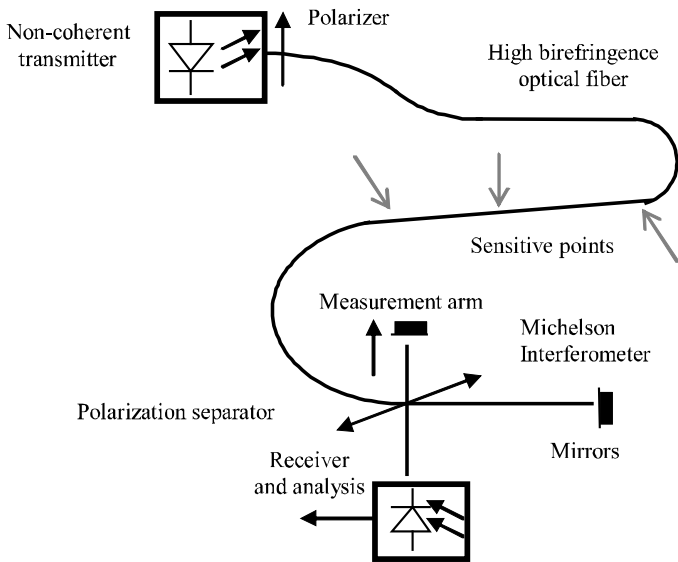 Non-coherent
transmitter
Polarizer
High birefringence
optical fiber
Sensitive points
Measurement arm
Michelson
Interferometer
Polarization separator
Mirrors
Receiver
and analysis